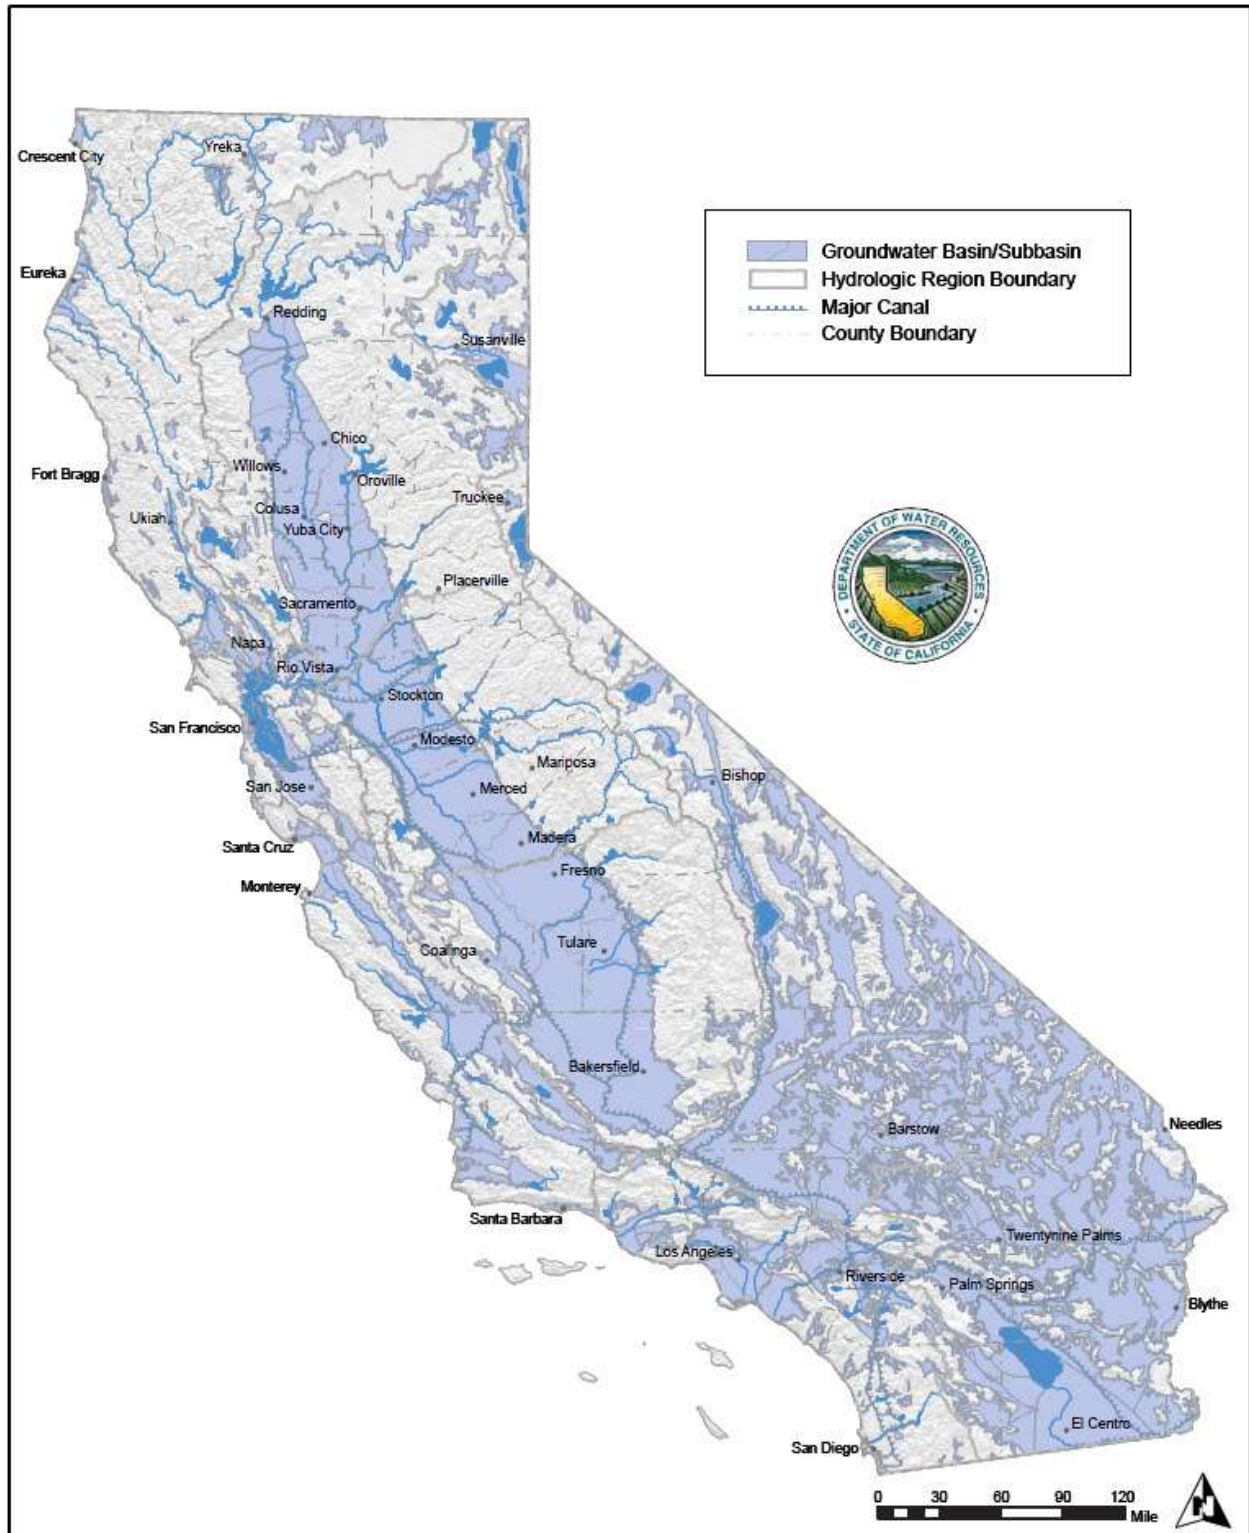 Crescent City
Yreka
Groundwater Basin/Subbasin
Hydrologic Region Boundary
Major Canal
County Boundary
Eureka
Redding
Susanville
Chico
Willows
Oroville
Fort Bragg
Truckee
Colusa
Ukiah
Yuba City
DEPARTMENT OF WATER RESOURCES
STATE OF CALIFORNIA
Placerville
Sacramento
Napa
Rio Vista
Stockton
San Francisco
Modesto
Mariposa
Bishop
San Jose
Merced
Madera
Santa Cruz
Fresno
Monterey
Tulare
Coalinga
Bakersfield
Needles
Barstow
Santa Barbara
Twentynine Palms
Los Angeles
Riverside
Palm Springs
Blythe
El Centro
San Diego
0 30 60 90 120
Mile
N